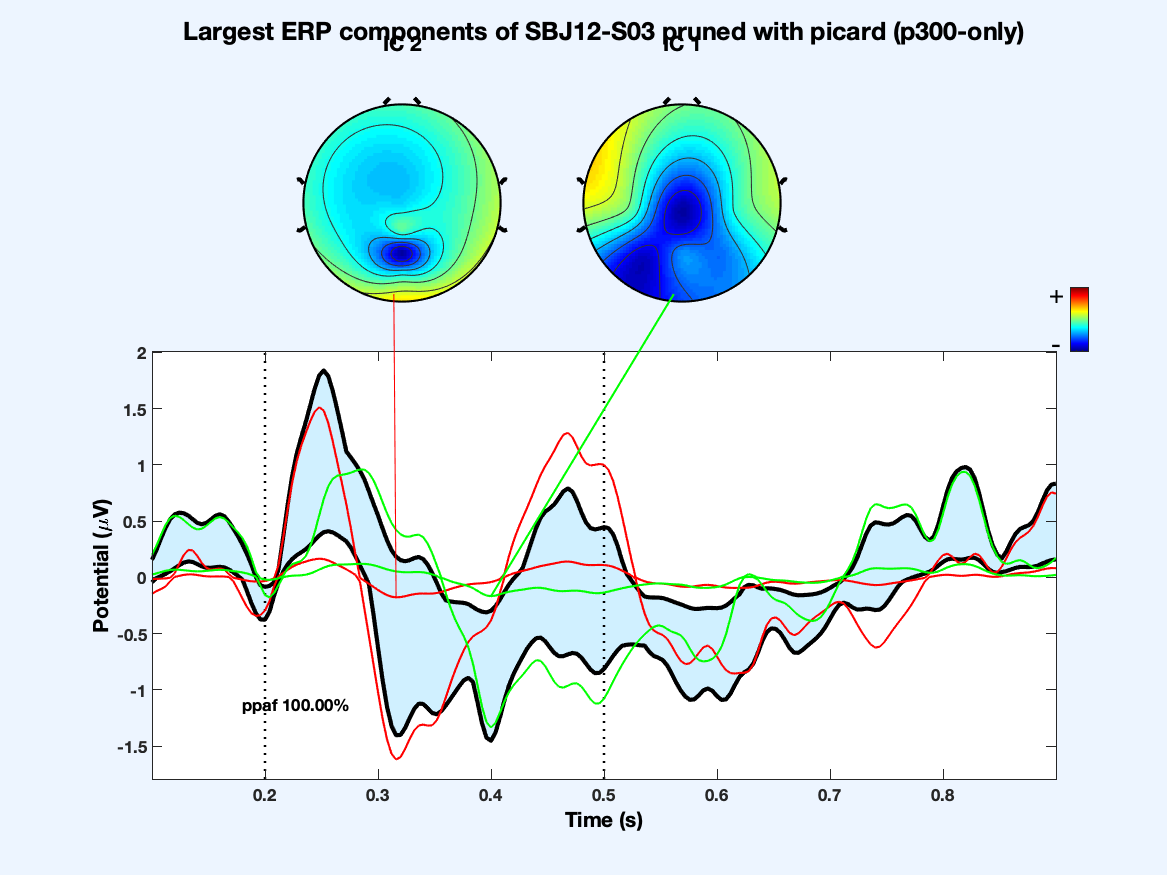 Largest ERP components of SBJ12-S03 pruned with picard (p300-only)
IC 2
IC 1
+
-
2
1.5
1
0.5
0
-0.5
-1
-1.5
Potential (μV)
ppaf 100.00%
0.2
0.3
0.4
0.5
0.6
0.7
0.8
Time (s)